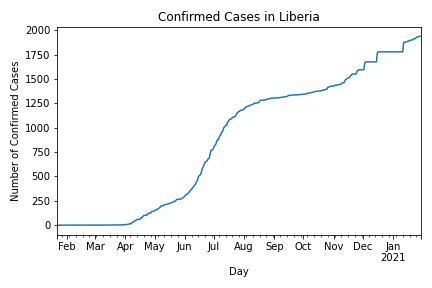 Confirmed Cases in Liberia
2000
1750
1500
1250
1000
750
500
250
0
Number of Confirmed Cases
Feb Mar Apr May Jun Jul Aug Sep Oct Nov Dec Jan
2021
Day